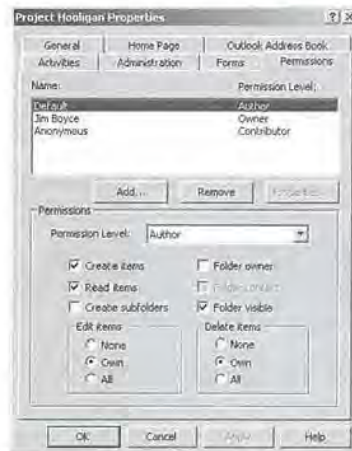 Project Hooligan Properties
General Home Page Outlook Address Book
Activities Administration Forms Permissions
Name: Permission Level:
Default Author
Jim Boyce Owner
Anonymous Contributor
Add... Remove Properties...
Permissions
Permission Level: Author
Create items Folder owner
Read items Folder contact
Create subfolders Folder visible
Edit items Delete items
None None
Own Own
All All
OK Cancel Apply Help